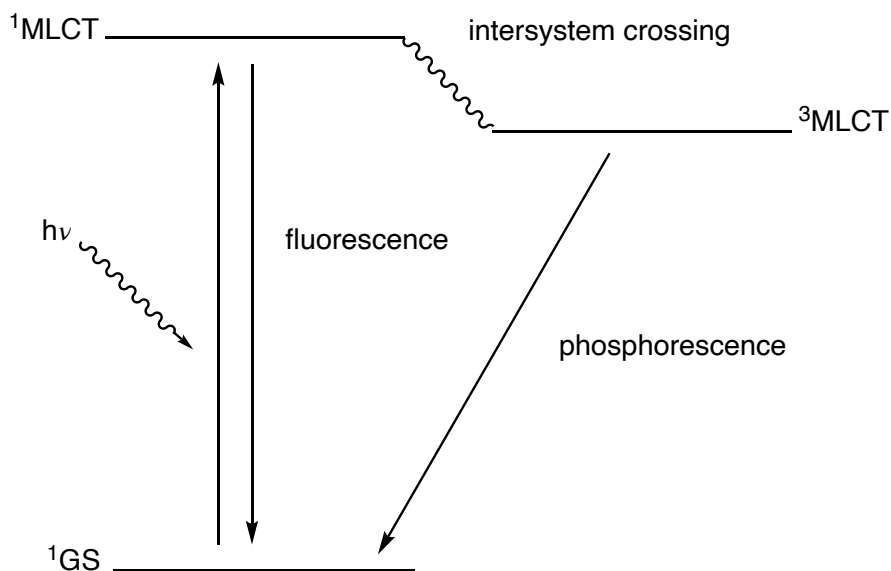 ¹MLCT
intersystem crossing
³MLCT
hν
fluorescence
phosphorescence
¹GS